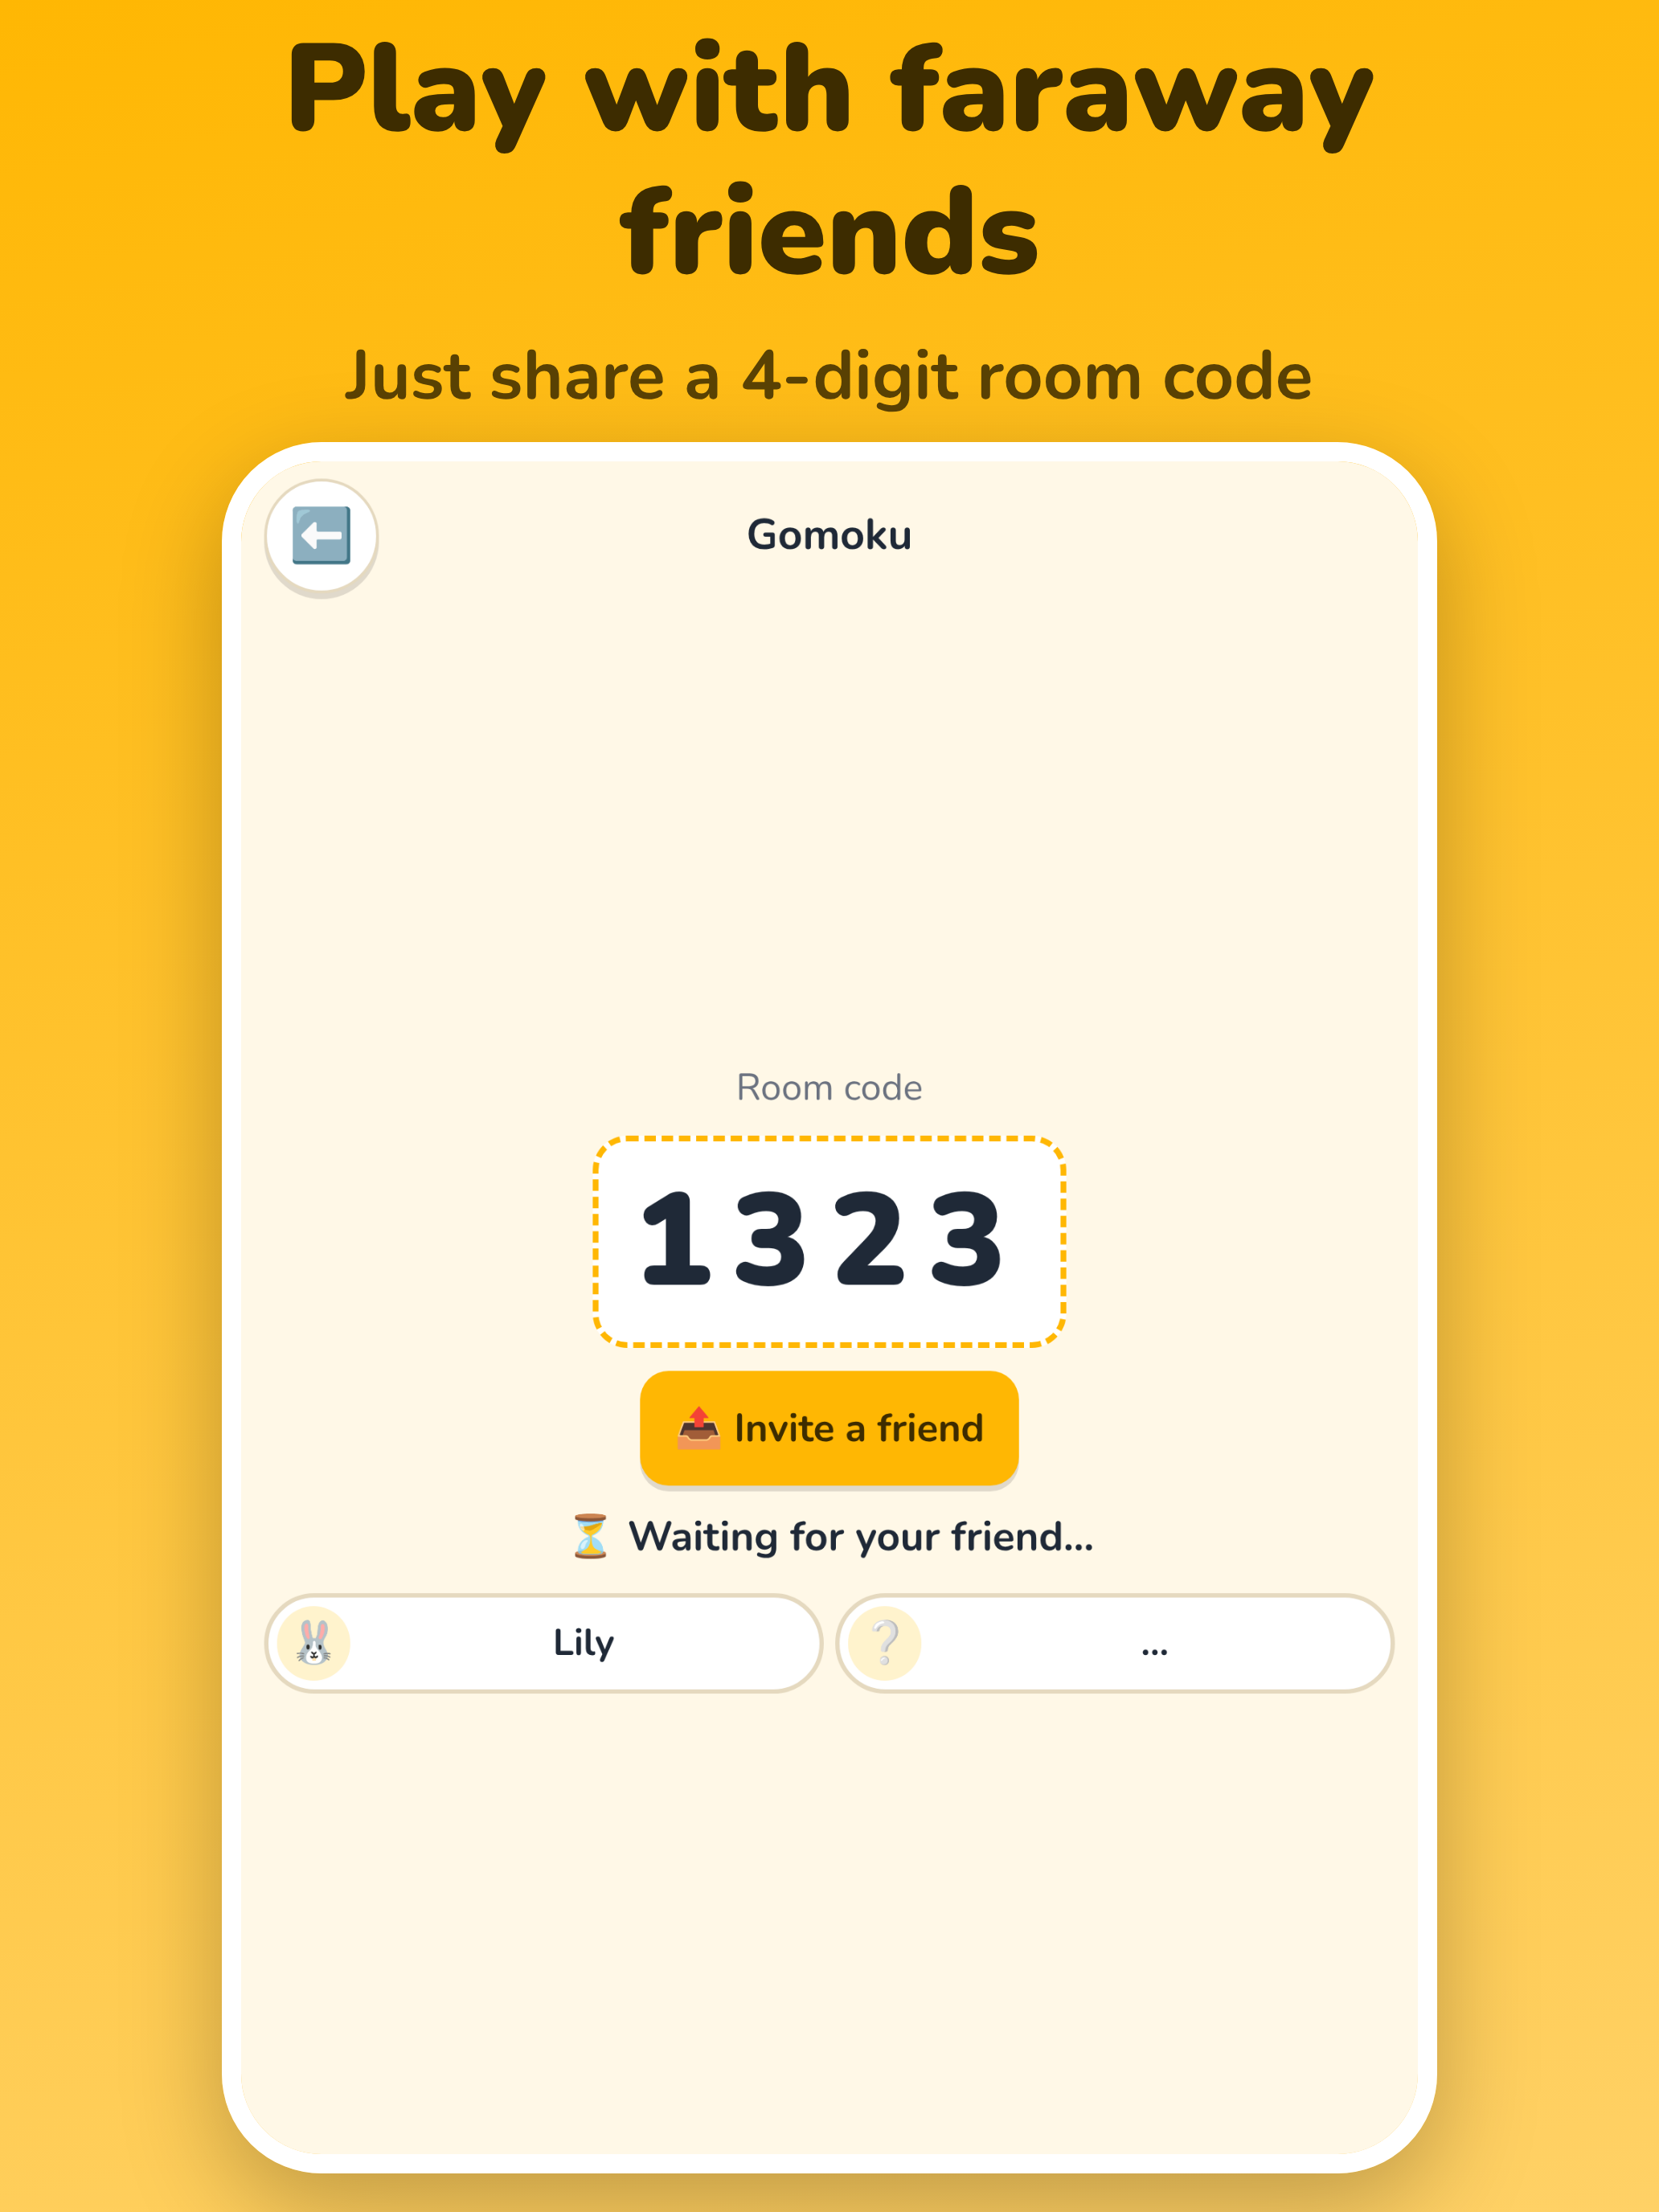 Play with faraway
friends
Just share a 4-digit room code
Gomoku
Room code
1323
Invite a friend
Waiting for your friend...
Lily
...